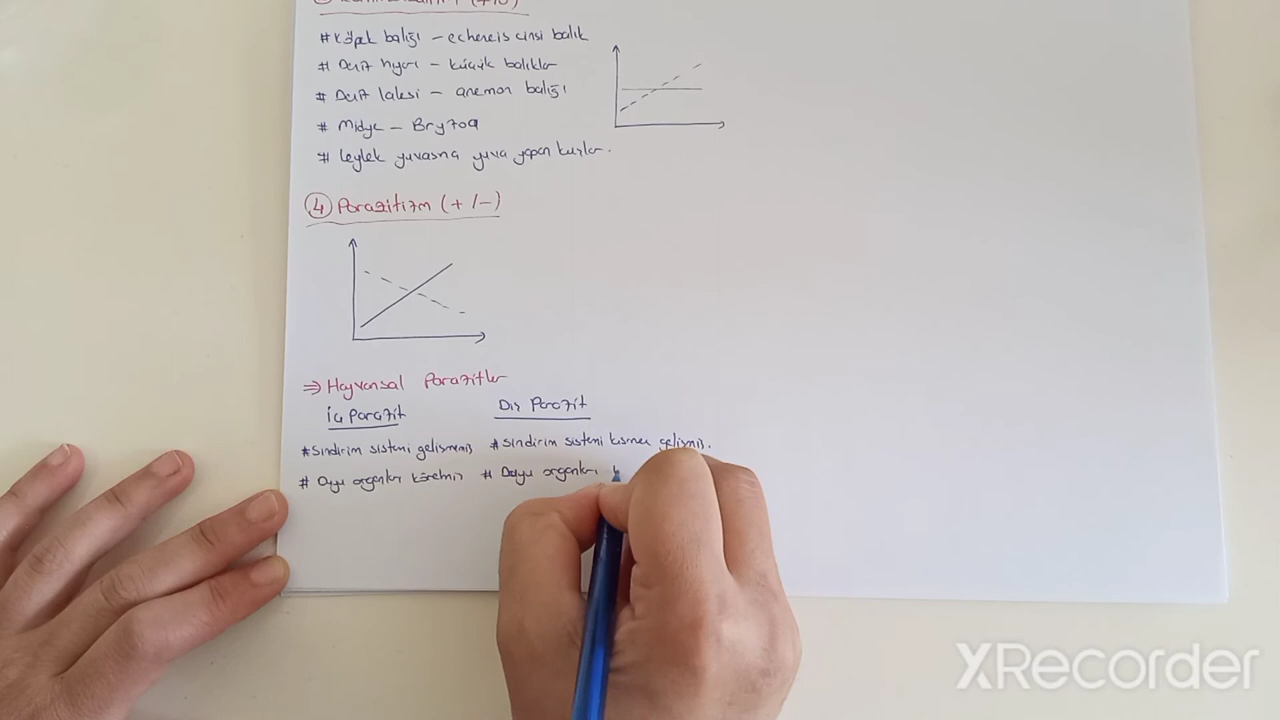 # Köpek balığı – echeneis cinsi balık
# Deniz hıyarı – küçük balıklar
# Deniz lalesi – anemon balığı
# Midye – Bryzoa
# Leylek yuvasına yuva yapan kuşlar.
④ Parazitizm (+/–)
⇒ Hayvansal Parazitler
İç Parazit
Dış Parazit
# Sindirim sistemi gelişmemiş
# Sindirim sistemi kısmen gelişmiş.
# Duyu organları körelmiş
# Duyu organları
XRecorder